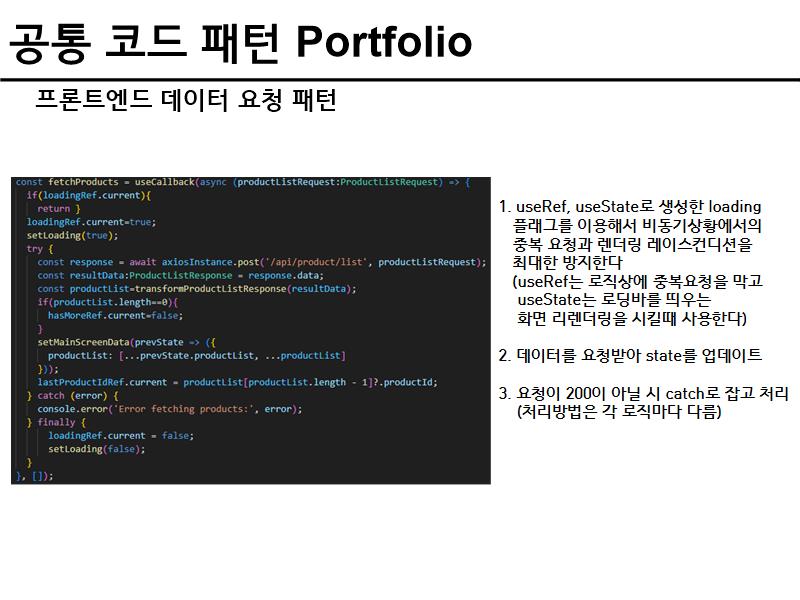 공통 코드 패턴 Portfolio
프론트엔드 데이터 요청 패턴
const fetchProducts = useCallback(async (productListRequest:ProductListRequest) => {
if(loadingRef.current){
return }
loadingRef.current=true;
setLoading(true);
try {
const response = await axiosInstance.post('/api/product/list', productListRequest);
const resultData:ProductListResponse = response.data;
const productList=transformProductListResponse(resultData);
if(productList.length==0){
hasMoreRef.current=false;
}
setMainScreenData(prevState => ({
productList: [...prevState.productList, ...productList]
}));
lastProductIdRef.current = productList[productList.length - 1]?.productId;
} catch (error) {
console.error('Error fetching products:', error);
} finally {
loadingRef.current = false;
setLoading(false);
}
}, []);
1. useRef, useState로 생성한 loading
플래그를 이용해서 비동기상황에서의
중복 요청과 렌더링 레이스컨디션을
최대한 방지한다
(useRef는 로직상에 중복요청을 막고
useState는 로딩바를 띄우는
화면 리렌더링을 시킬때 사용한다)
2. 데이터를 요청받아 state를 업데이트
3. 요청이 200이 아닐 시 catch로 잡고 처리
(처리방법은 각 로직마다 다름)